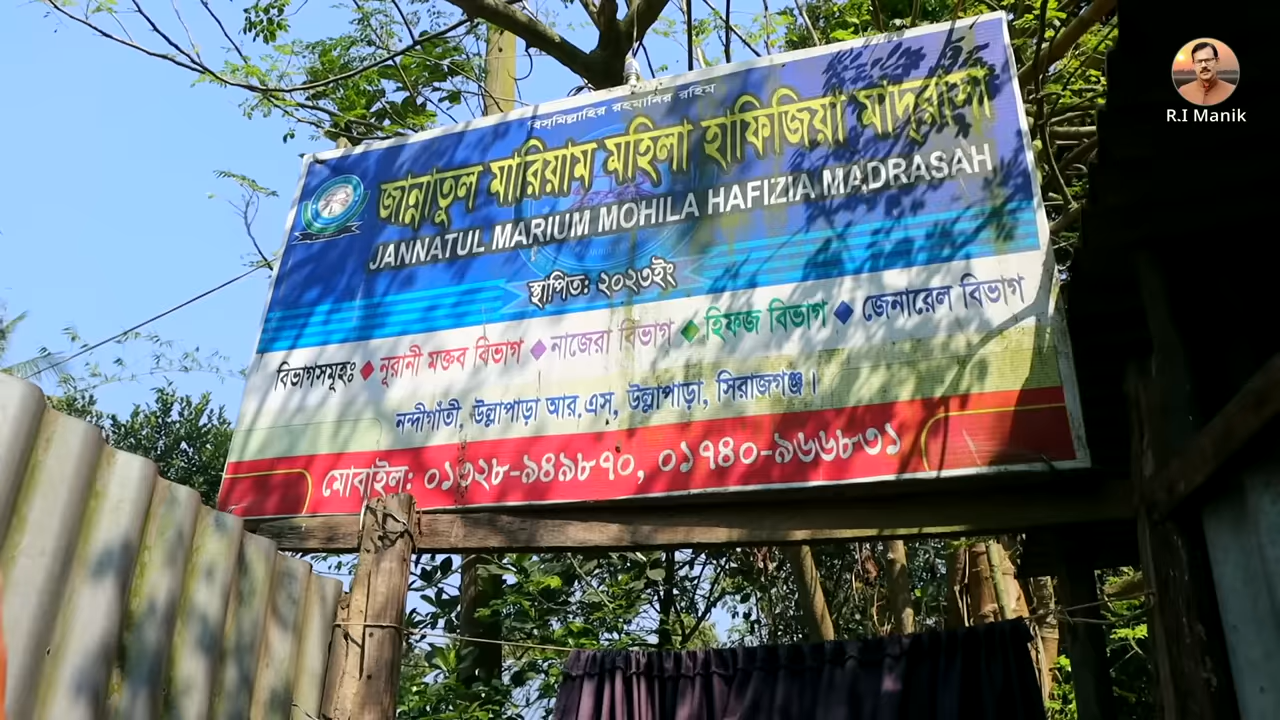 R.I Manik
বিস্‌মিল্লাহির রহমানির রহিম
জান্নাতুল মারিয়াম মহিলা হাফিজিয়া মাদ্‌রাসা
JANNATUL MARIUM MOHILA HAFIZIA MADRASAH
স্থাপিতঃ ২০২৩ইং
বিভাগসমূহঃ ◆ নূরানী মক্তব বিভাগ ◆ নাজেরা বিভাগ ◆ হিফজ বিভাগ ◆ জেনারেল বিভাগ
নন্দীগাঁতী, উল্লাপাড়া আর,এস, উল্লাপাড়া, সিরাজগঞ্জ।
মোবাইল: ০১৩২৮-৯৪৯৮৭০, ০১৭৪০-৯৬৬৮৩১